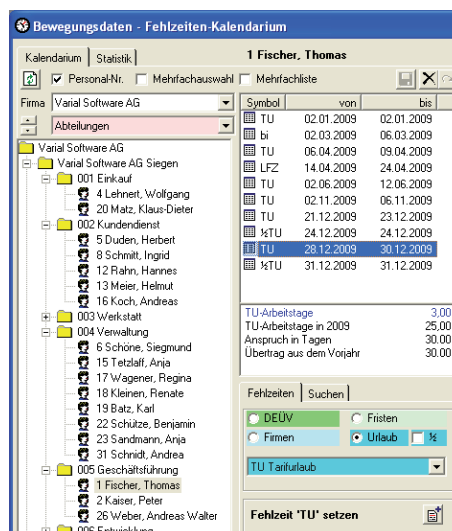 Bewegungsdaten - Fehlzeiten-Kalendarium
Kalendarium Statistik
1 Fischer, Thomas
Personal-Nr. Mehrfachauswahl Mehrfachliste
Firma Varial Software AG
Abteilungen
Varial Software AG
Varial Software AG Siegen
001 Einkauf
4 Lehnert, Wolfgang
20 Matz, Klaus-Dieter
002 Kundendienst
5 Duden, Herbert
8 Schmitt, Ingrid
12 Rahn, Hannes
13 Meier, Helmut
16 Koch, Andreas
003 Werkstatt
004 Verwaltung
6 Schöne, Siegmund
15 Tetzlaff, Anja
17 Wagener, Regina
18 Kleinen, Renate
19 Batz, Karl
22 Schütze, Benjamin
23 Sandmann, Anja
31 Schnidt, Andrea
005 Geschäftsführung
1 Fischer, Thomas
2 Kaiser, Peter
26 Weber, Andreas Walter
006 Entwicklung
Symbol von bis
TU 02.01.2009 02.01.2009
bi 02.03.2009 06.03.2009
TU 06.04.2009 09.04.2009
LFZ 14.04.2009 24.04.2009
TU 02.06.2009 12.06.2009
TU 02.11.2009 06.11.2009
TU 21.12.2009 23.12.2009
½TU 24.12.2009 24.12.2009
TU 28.12.2009 30.12.2009
½TU 31.12.2009 31.12.2009
TU-Arbeitstage 3,00
TU-Arbeitstage in 2009 25,00
Anspruch in Tagen 30.00
Übertrag aus dem Vorjahr 30.00
Fehlzeiten Suchen
DEÜV Fristen
Firmen Urlaub ½
TU Tarifurlaub
Fehlzeit 'TU' setzen